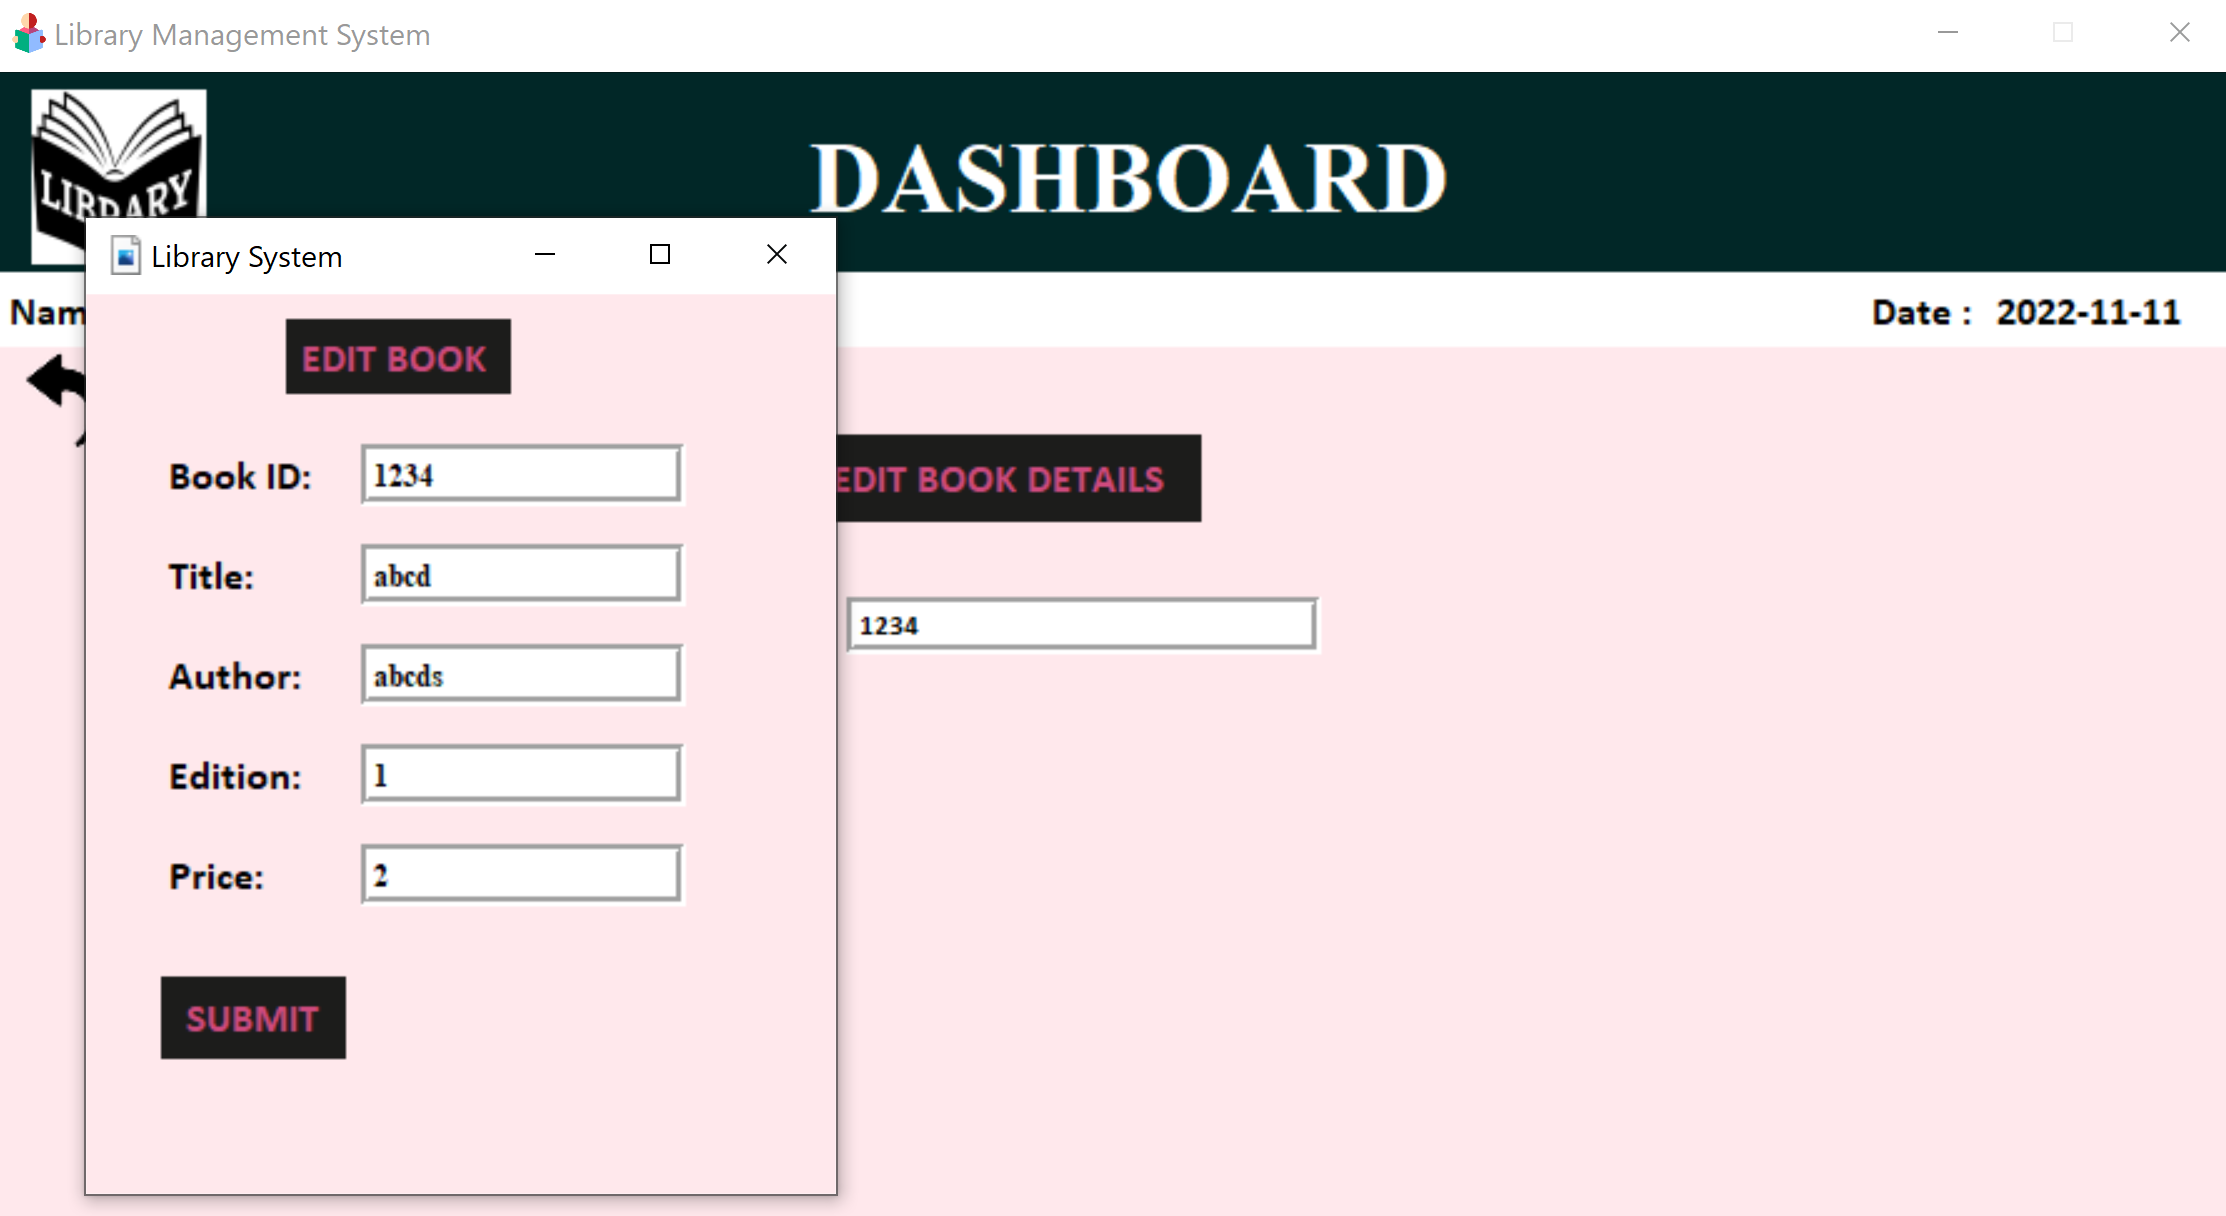 Library Management System
DASHBOARD
LIBRARY
Library System
Date : 2022-11-11
EDIT BOOK
Book ID: 1234
Title: abcd
Author: abcds
Edition: 1
Price: 2
SUBMIT
EDIT BOOK DETAILS
1234